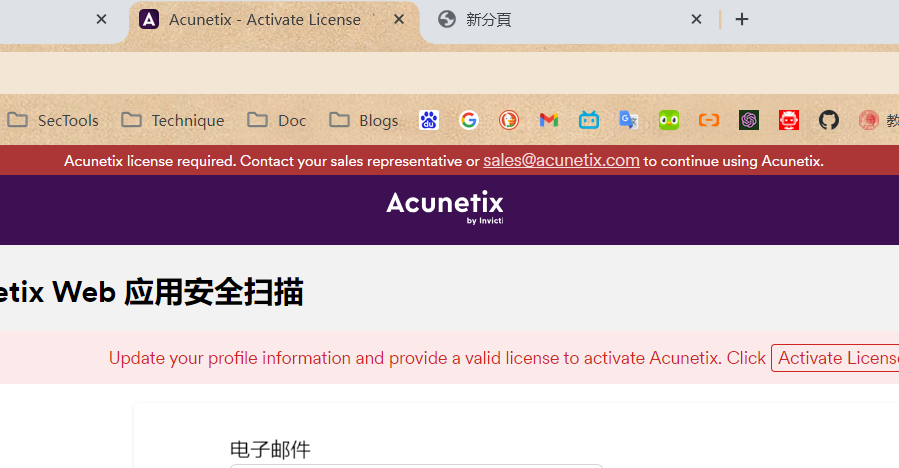 Acunetix - Activate License
新分頁
SecTools
Technique
Doc
Blogs
教
Acunetix license required. Contact your sales representative or sales@acunetix.com to continue using Acunetix.
Acunetix
by Invicti
etix Web 应用安全扫描
Update your profile information and provide a valid license to activate Acunetix. Click Activate License
电子邮件